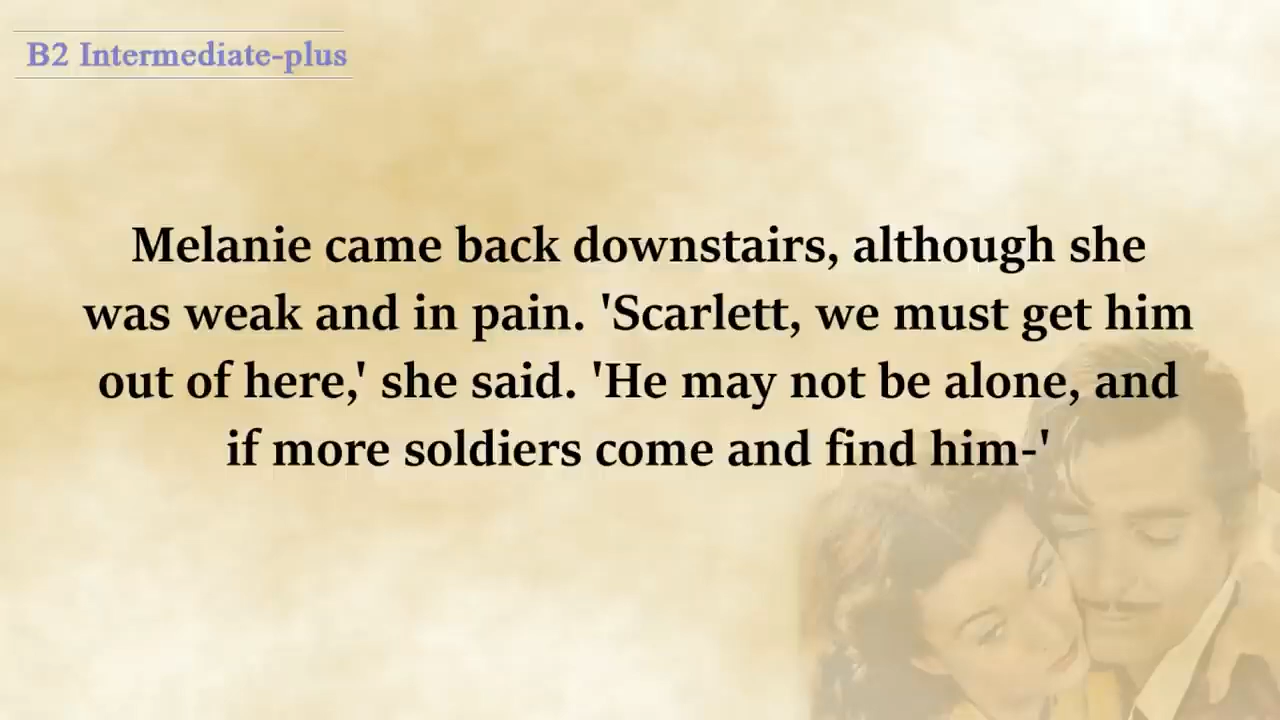 B2 Intermediate-plus
Melanie came back downstairs, although she
was weak and in pain. 'Scarlett, we must get him
out of here,' she said. 'He may not be alone, and
if more soldiers come and find him-'